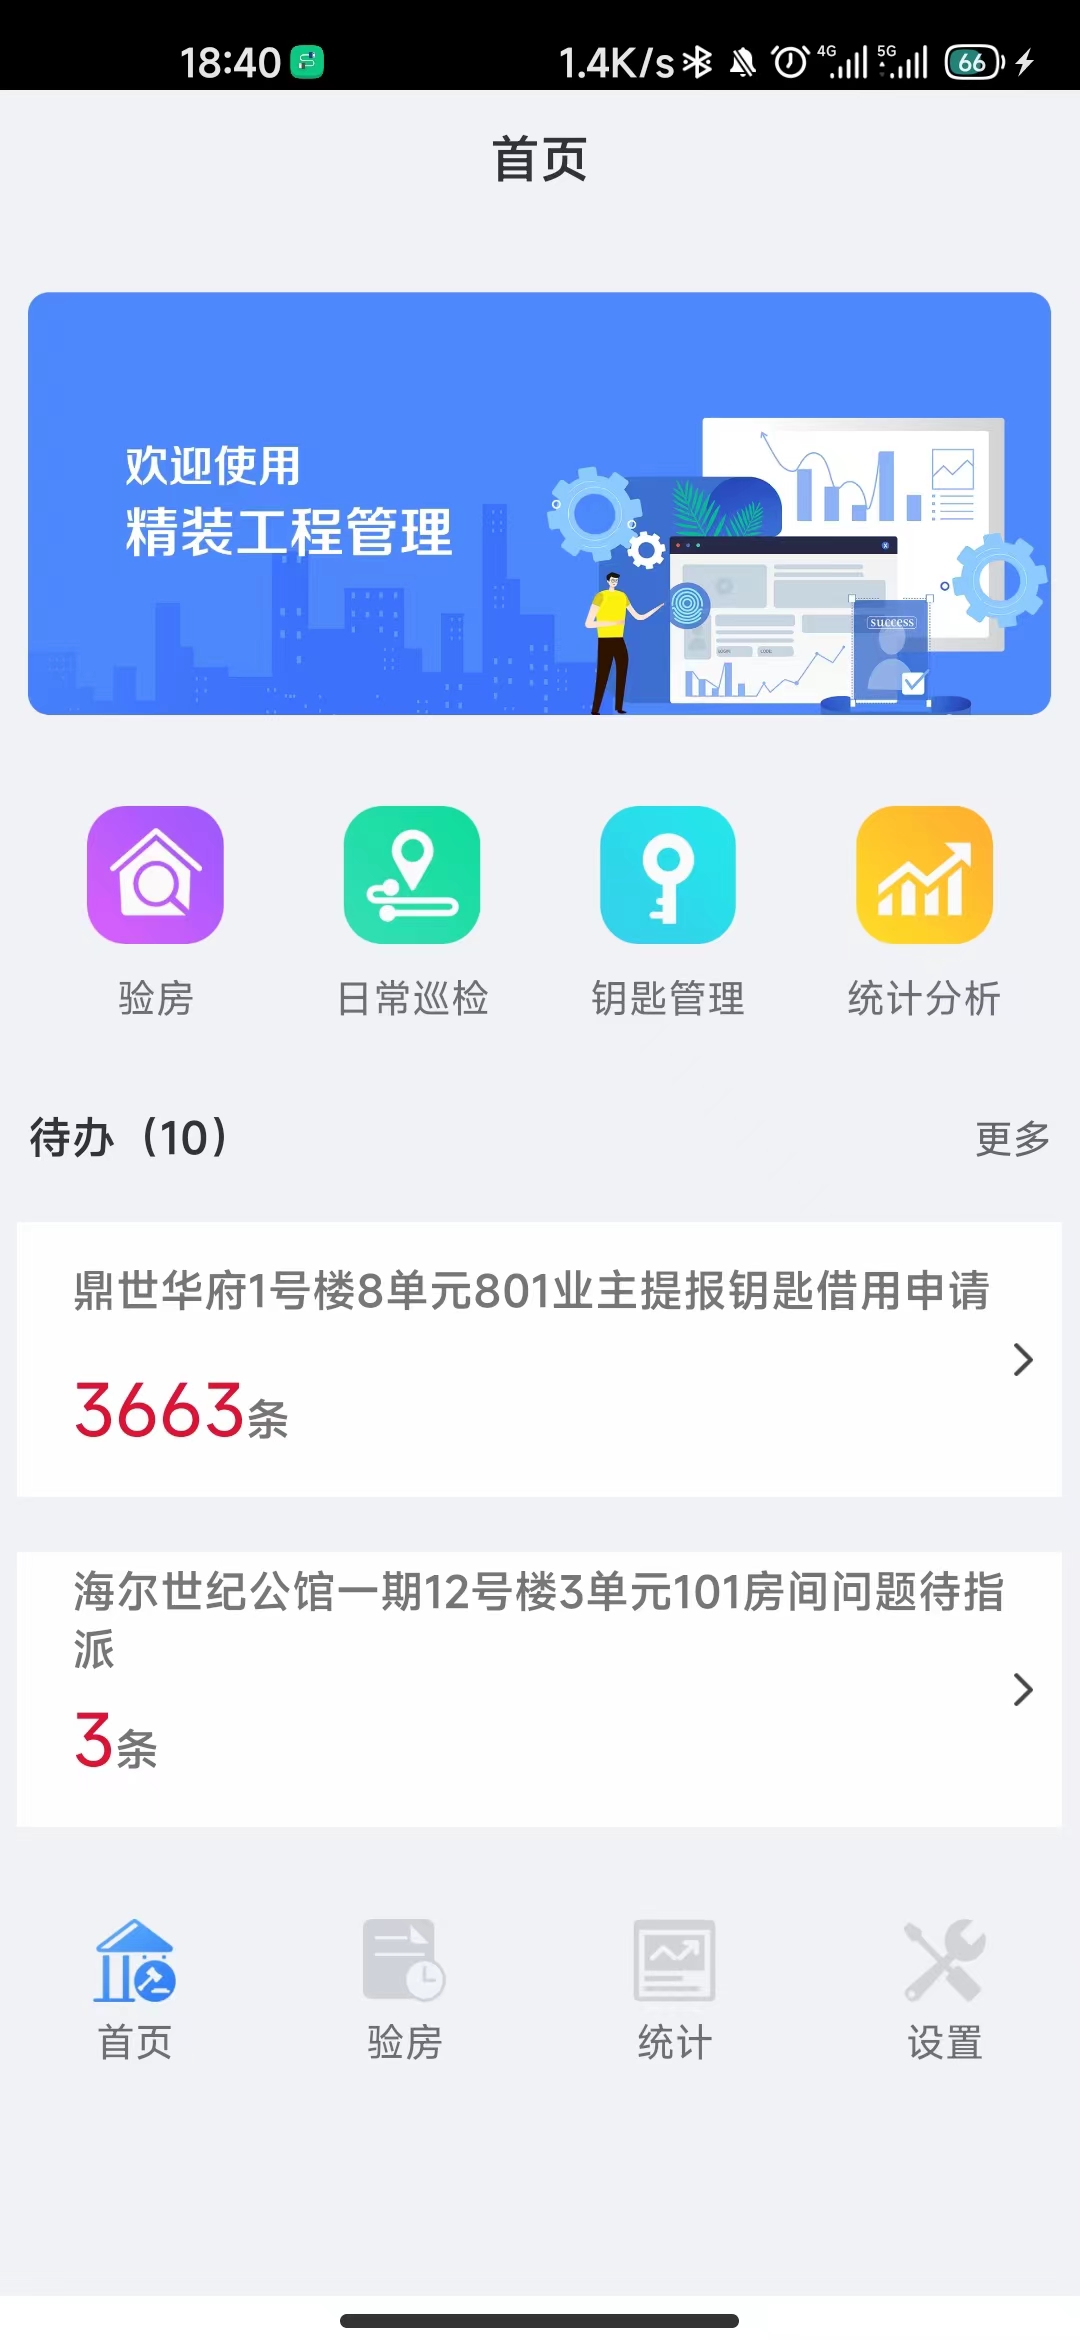 18:40
1.4K/s 4G 5G 66
首页
欢迎使用
精装工程管理
success
验房
日常巡检
钥匙管理
统计分析
待办（10）
更多
鼎世华府1号楼8单元801业主提报钥匙借用申请
3663条
海尔世纪公馆一期12号楼3单元101房间问题待指
派
3条
首页
验房
统计
设置